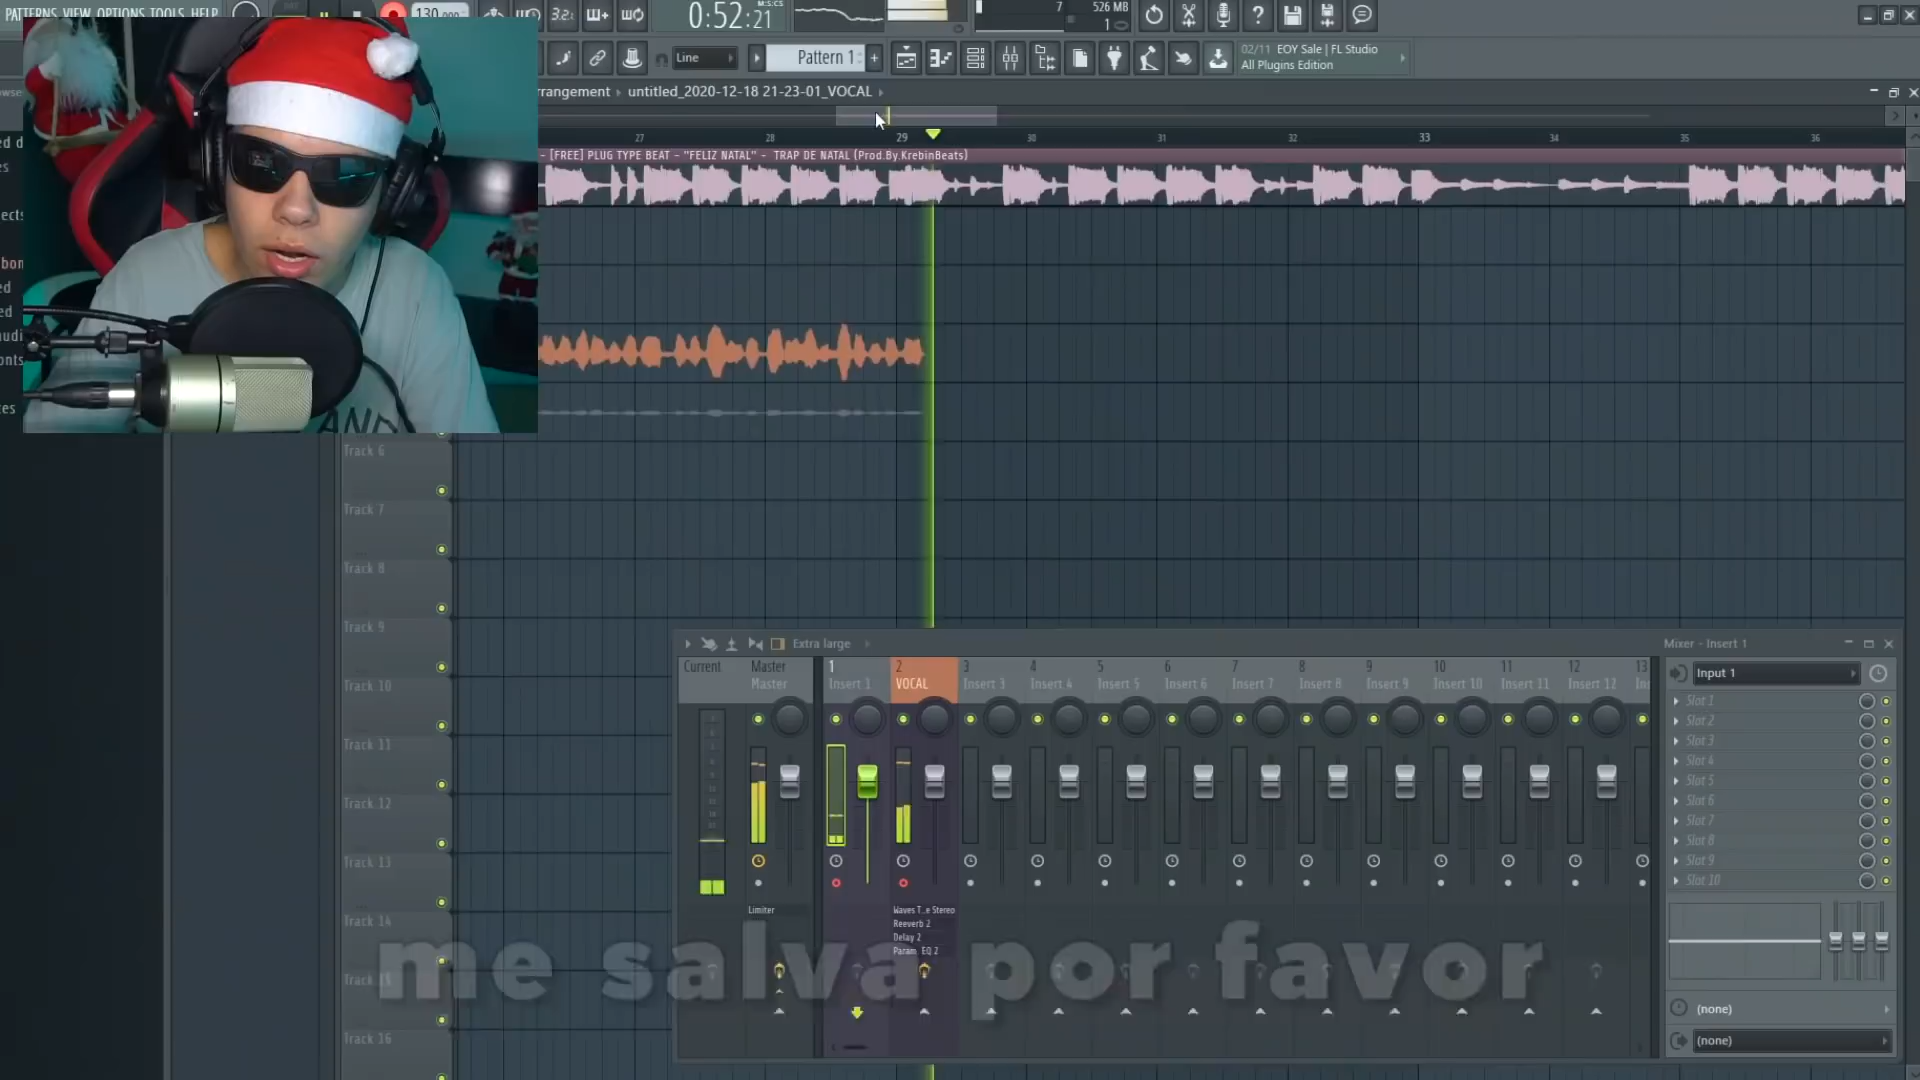 PATTERNS VIEW OPTIONS TOOLS HELP
130.000
3.2.
0:52:21
M:S:CS
7
526 MB
1
Line
Pattern 1
02/11 EOY Sale | FL Studio
All Plugins Edition
rrangement
untitled_2020-12-18 21-23-01_VOCAL
27 28 29 30 31 32 33 34 35 36
- [FREE] PLUG TYPE BEAT - "FELIZ NATAL" - TRAP DE NATAL (Prod.By.KrebinBeats)
AND
Track 6
Track 7
Track 8
Track 9
Track 10
Track 11
Track 12
Track 13
Track 14
Track 15
Track 16
Extra large
Mixer - Insert 1
Current
Master
Master
1 2 3 4 5 6 7 8 9 10 11 12 13
Insert 1 VOCAL Insert 3 Insert 4 Insert 5 Insert 6 Insert 7 Insert 8 Insert 9 Insert 10 Insert 11 Insert 12
Input 1
Slot 1
Slot 2
Slot 3
Slot 4
Slot 5
Slot 6
Slot 7
Slot 8
Slot 9
Slot 10
Limiter
Waves T..e Stereo
Reeverb 2
Delay 2
Param. EQ 2
me salva por favor
(none)
(none)